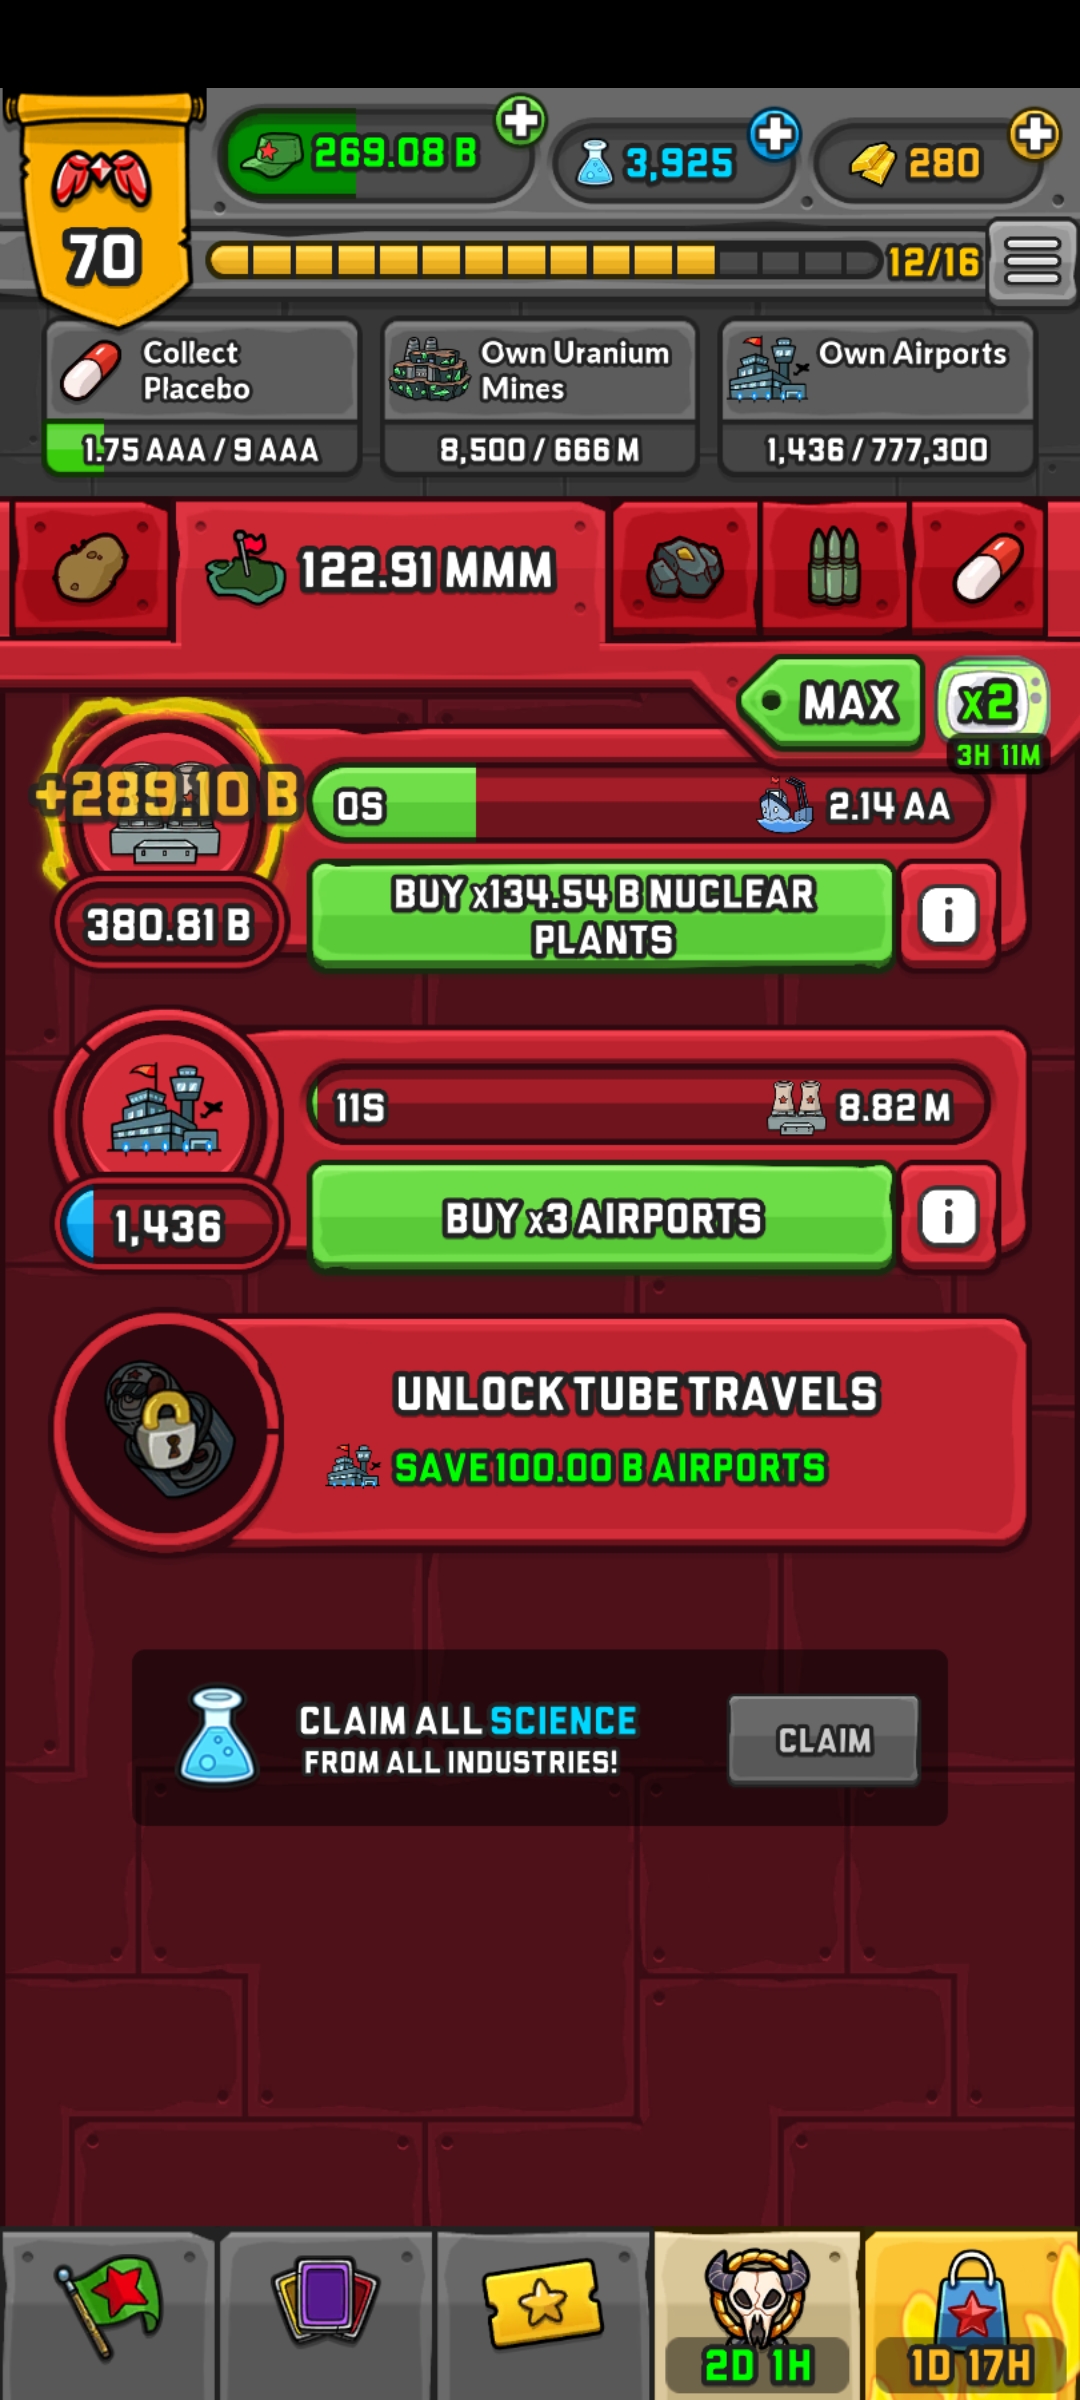 269.08 B
3,925
280
70
12/16
Collect
Placebo
Own Uranium
Mines
Own Airports
1.75 AAA / 9 AAA
8,500 / 666 M
1,436 / 777,300
122.91 MMM
MAX
x2
3H 11M
+289.10 B
0S
2.14 AA
BUY x134.54 B NUCLEAR
PLANTS
380.81 B
11S
8.82 M
BUY x3 AIRPORTS
1,436
UNLOCK TUBE TRAVELS
SAVE 100.00 B AIRPORTS
CLAIM ALL SCIENCE
FROM ALL INDUSTRIES!
CLAIM
2D 1H
1D 17H